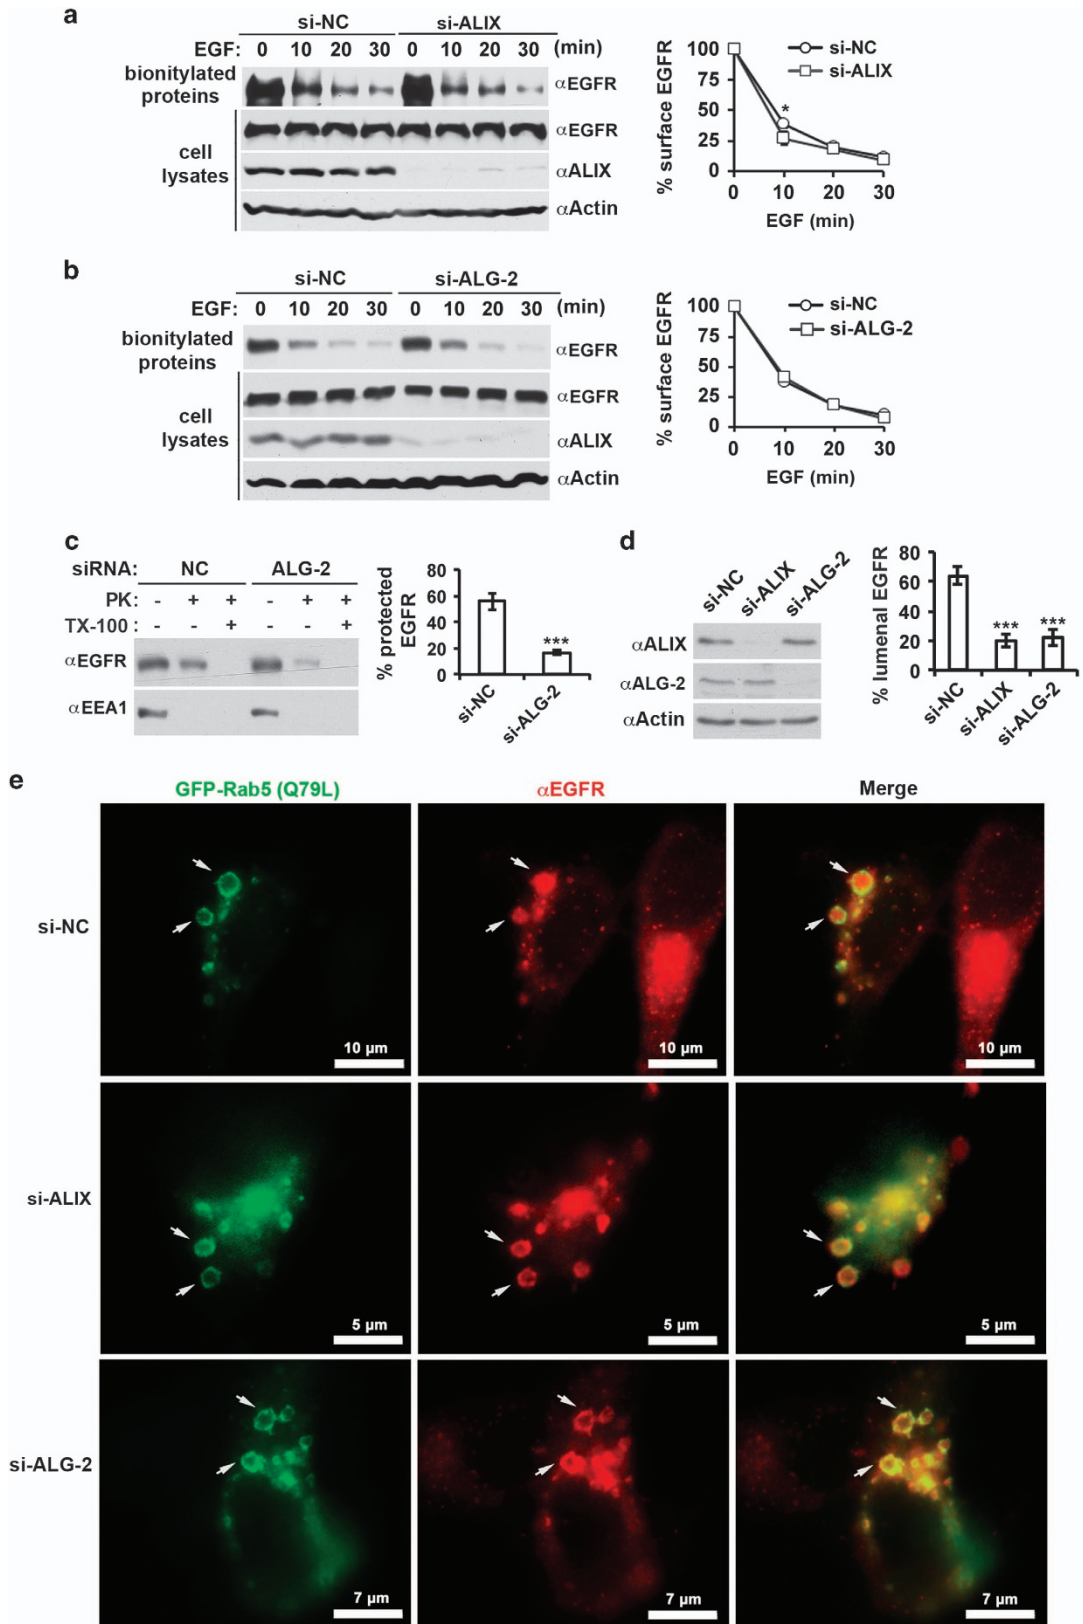 a
si-NC si-ALIX
EGF: 0 10 20 30 0 10 20 30 (min)
bionitylated
proteins
αEGFR
αEGFR
cell
lysates
αALIX
αActin
% surface EGFR
100
75
50
25
0
*
si-NC
si-ALIX
0 10 20 30
EGF (min)
b
si-NC si-ALG-2
EGF: 0 10 20 30 0 10 20 30 (min)
bionitylated
proteins
αEGFR
αEGFR
cell
lysates
αALIX
αActin
% surface EGFR
100
75
50
25
0
si-NC
si-ALG-2
0 10 20 30
EGF (min)
c
siRNA: NC ALG-2
PK: - + + - + +
TX-100: - - + - - +
αEGFR
αEEA1
% protected
EGFR
80
60
40
20
0
***
si-NC
si-ALG-2
d
si-NC si-ALIX si-ALG-2
αALIX
αALG-2
αActin
% lumenal EGFR
80
60
40
20
0
*** ***
si-NC
si-ALIX
si-ALG-2
e
GFP-Rab5 (Q79L) αEGFR Merge
si-NC
10 μm 10 μm 10 μm
si-ALIX
5 μm 5 μm 5 μm
si-ALG-2
7 μm 7 μm 7 μm